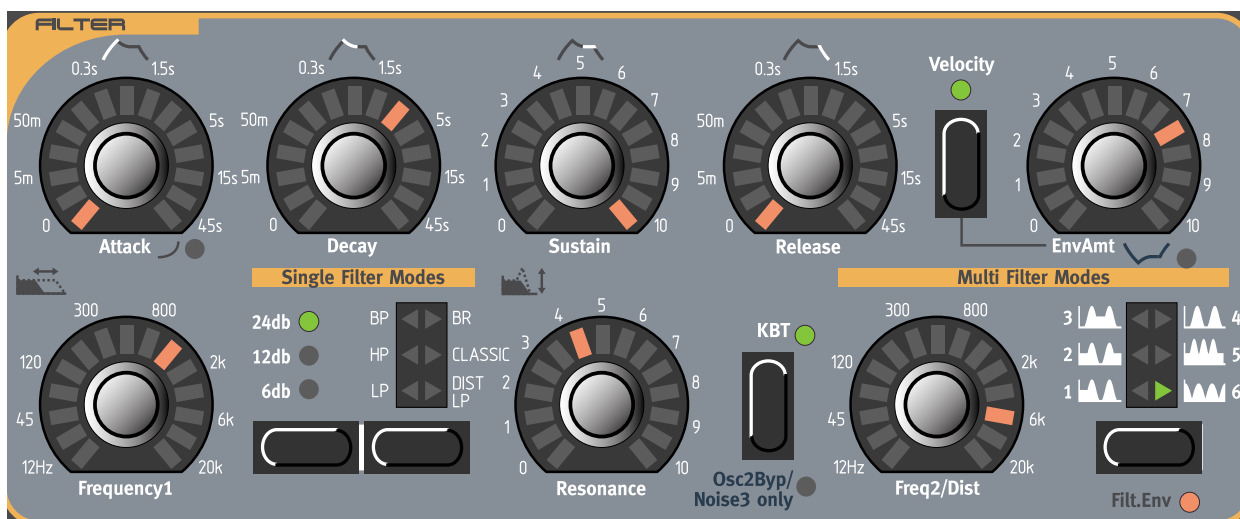 FILTER
0 5m 50m 0.3s 1.5s 5s 15s 45s
Attack
0 5m 50m 0.3s 1.5s 5s 15s 45s
Decay
0 1 2 3 4 5 6 7 8 9 10
Sustain
0 5m 50m 0.3s 1.5s 5s 15s 45s
Release
Velocity
0 1 2 3 4 5 6 7 8 9 10
EnvAmt
12Hz 45 120 300 800 2k 6k 20k
Frequency1
Single Filter Modes
24db
12db
6db
BP BR
HP CLASSIC
LP DIST
LP
0 1 2 3 4 5 6 7 8 9 10
Resonance
KBT
Osc2Byp/
Noise3 only
12Hz 45 120 300 800 2k 6k 20k
Freq2/Dist
Multi Filter Modes
3 4
2 5
1 6
Filt.Env